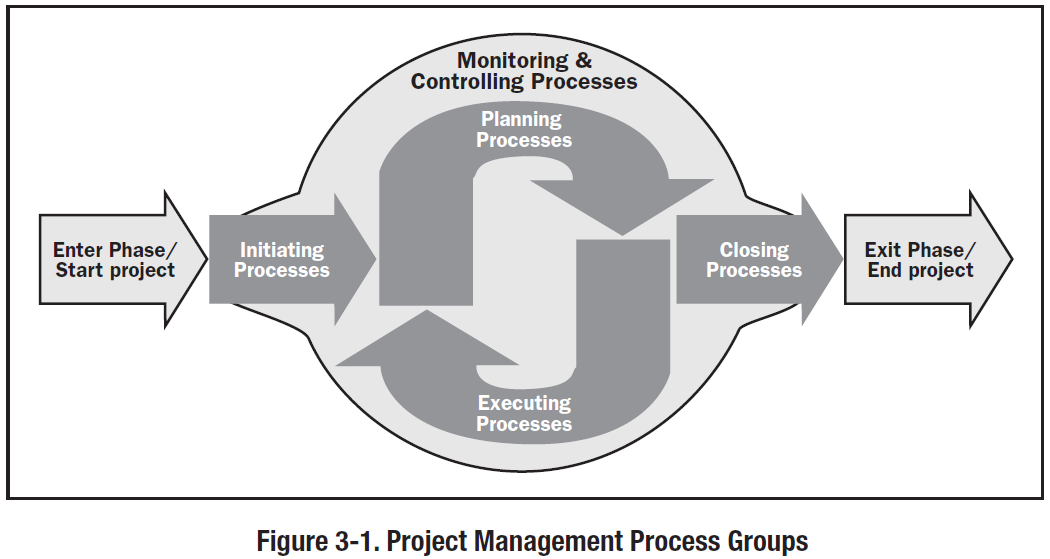 Monitoring &
Controlling Processes
Planning
Processes
Enter Phase/
Start project
Initiating
Processes
Closing
Processes
Exit Phase/
End project
Executing
Processes
Figure 3-1. Project Management Process Groups